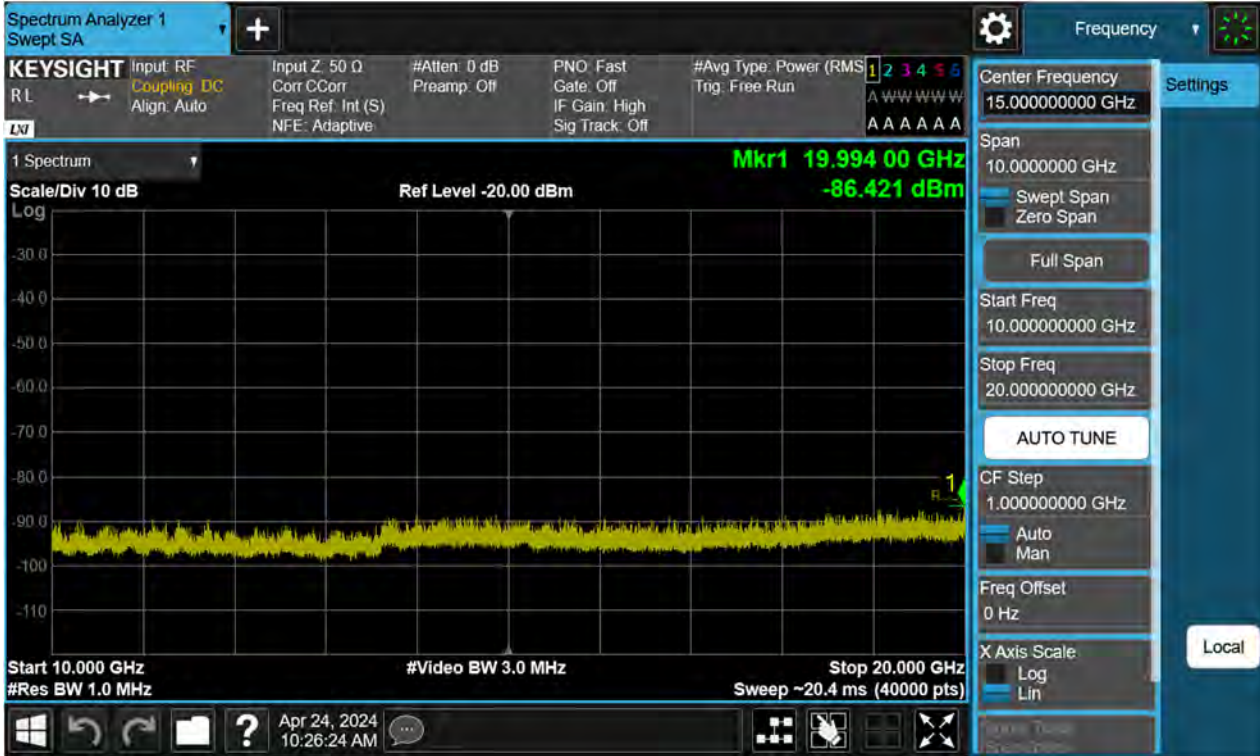 Spectrum Analyzer 1
Swept SA
+
Frequency
KEYSIGHT
R L
LXI
Input: RF
Coupling: DC
Align: Auto
Input Z: 50 Ω
Corr CCorr
Freq Ref: Int (S)
NFE: Adaptive
#Atten: 0 dB
Preamp: Off
PNO: Fast
Gate: Off
IF Gain: High
Sig Track: Off
#Avg Type: Power (RMS
Trig: Free Run
1 2 3 4 5 6
A W W W W W
A A A A A A
1 Spectrum
Scale/Div 10 dB
Ref Level -20.00 dBm
Mkr1 19.994 00 GHz
-86.421 dBm
Log
-30.0
-40.0
-50.0
-60.0
-70.0
-80.0
-90.0
-100
-110
1
R
Start 10.000 GHz
#Video BW 3.0 MHz
Stop 20.000 GHz
#Res BW 1.0 MHz
Sweep ~20.4 ms (40000 pts)
Center Frequency
15.000000000 GHz
Settings
Span
10.0000000 GHz
Swept Span
Zero Span
Full Span
Start Freq
10.000000000 GHz
Stop Freq
20.000000000 GHz
AUTO TUNE
CF Step
1.000000000 GHz
Auto
Man
Freq Offset
0 Hz
X Axis Scale
Log
Lin
Local
?
Apr 24, 2024
10:26:24 AM